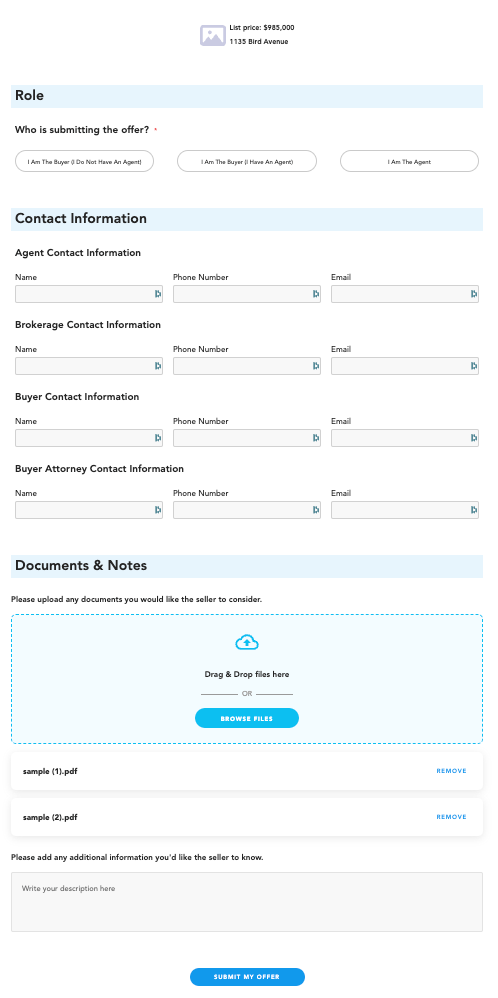 List price: $985,000
1135 Bird Avenue
Role
Who is submitting the offer? *
I Am The Buyer (I Do Not Have An Agent)
I Am The Buyer (I Have An Agent)
I Am The Agent
Contact Information
Agent Contact Information
Name
Phone Number
Email
Brokerage Contact Information
Name
Phone Number
Email
Buyer Contact Information
Name
Phone Number
Email
Buyer Attorney Contact Information
Name
Phone Number
Email
Documents & Notes
Please upload any documents you would like the seller to consider.
Drag & Drop files here
OR
BROWSE FILES
sample (1).pdf
REMOVE
sample (2).pdf
REMOVE
Please add any additional information you'd like the seller to know.
Write your description here
SUBMIT MY OFFER